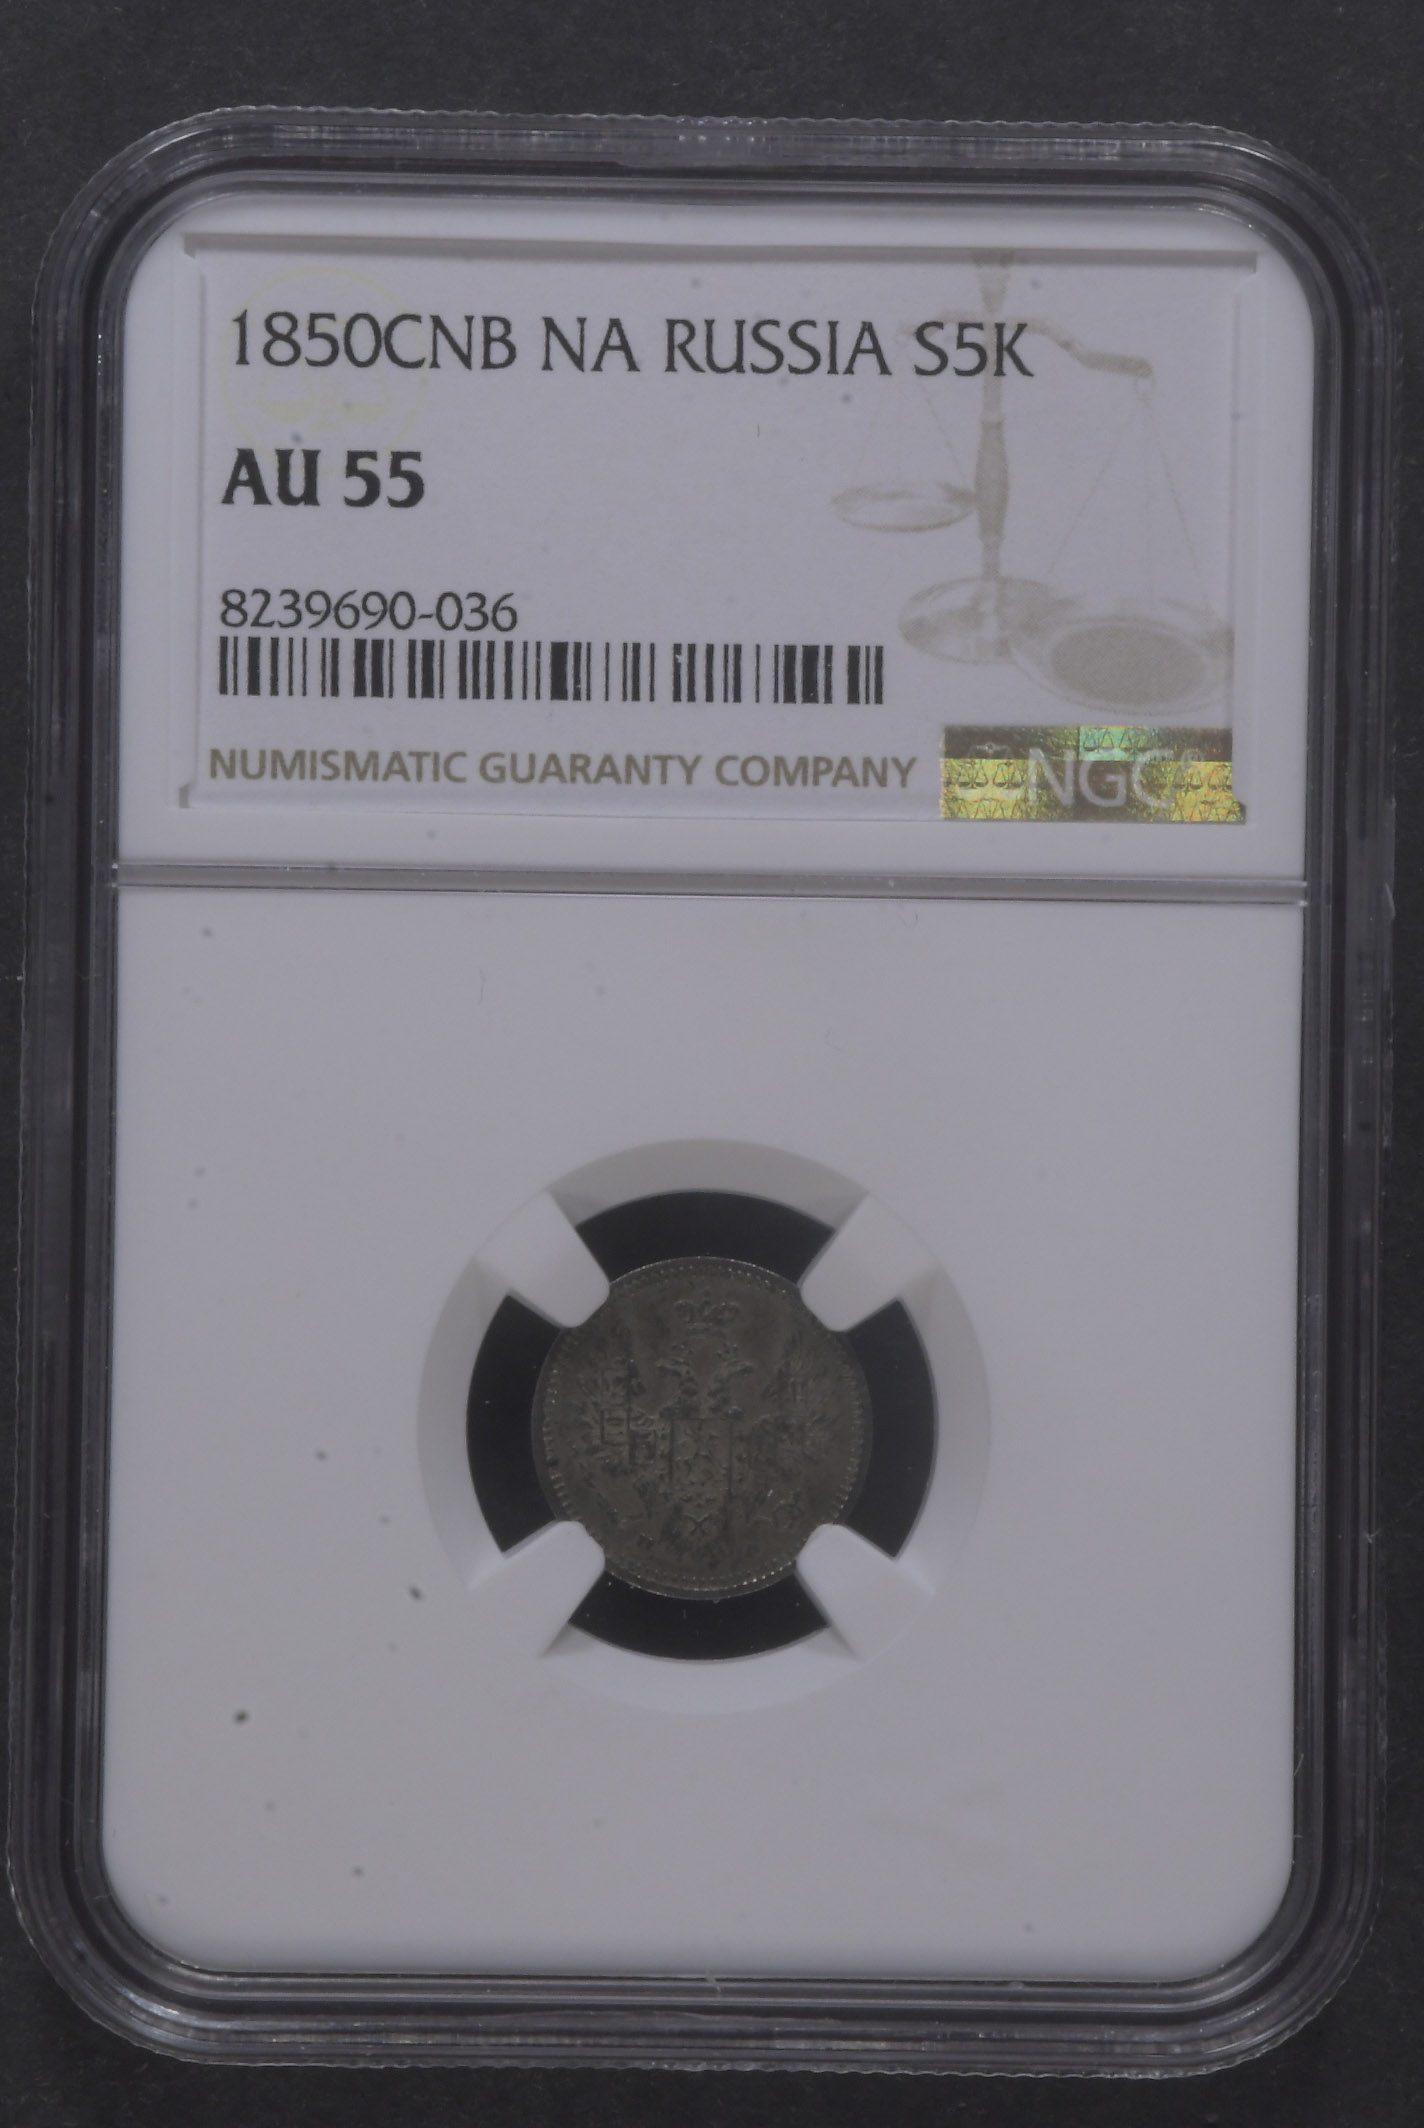 1850CNB NA RUSSIA S5K
AU 55
8239690-036
NUMISMATIC GUARANTY COMPANY
NGC